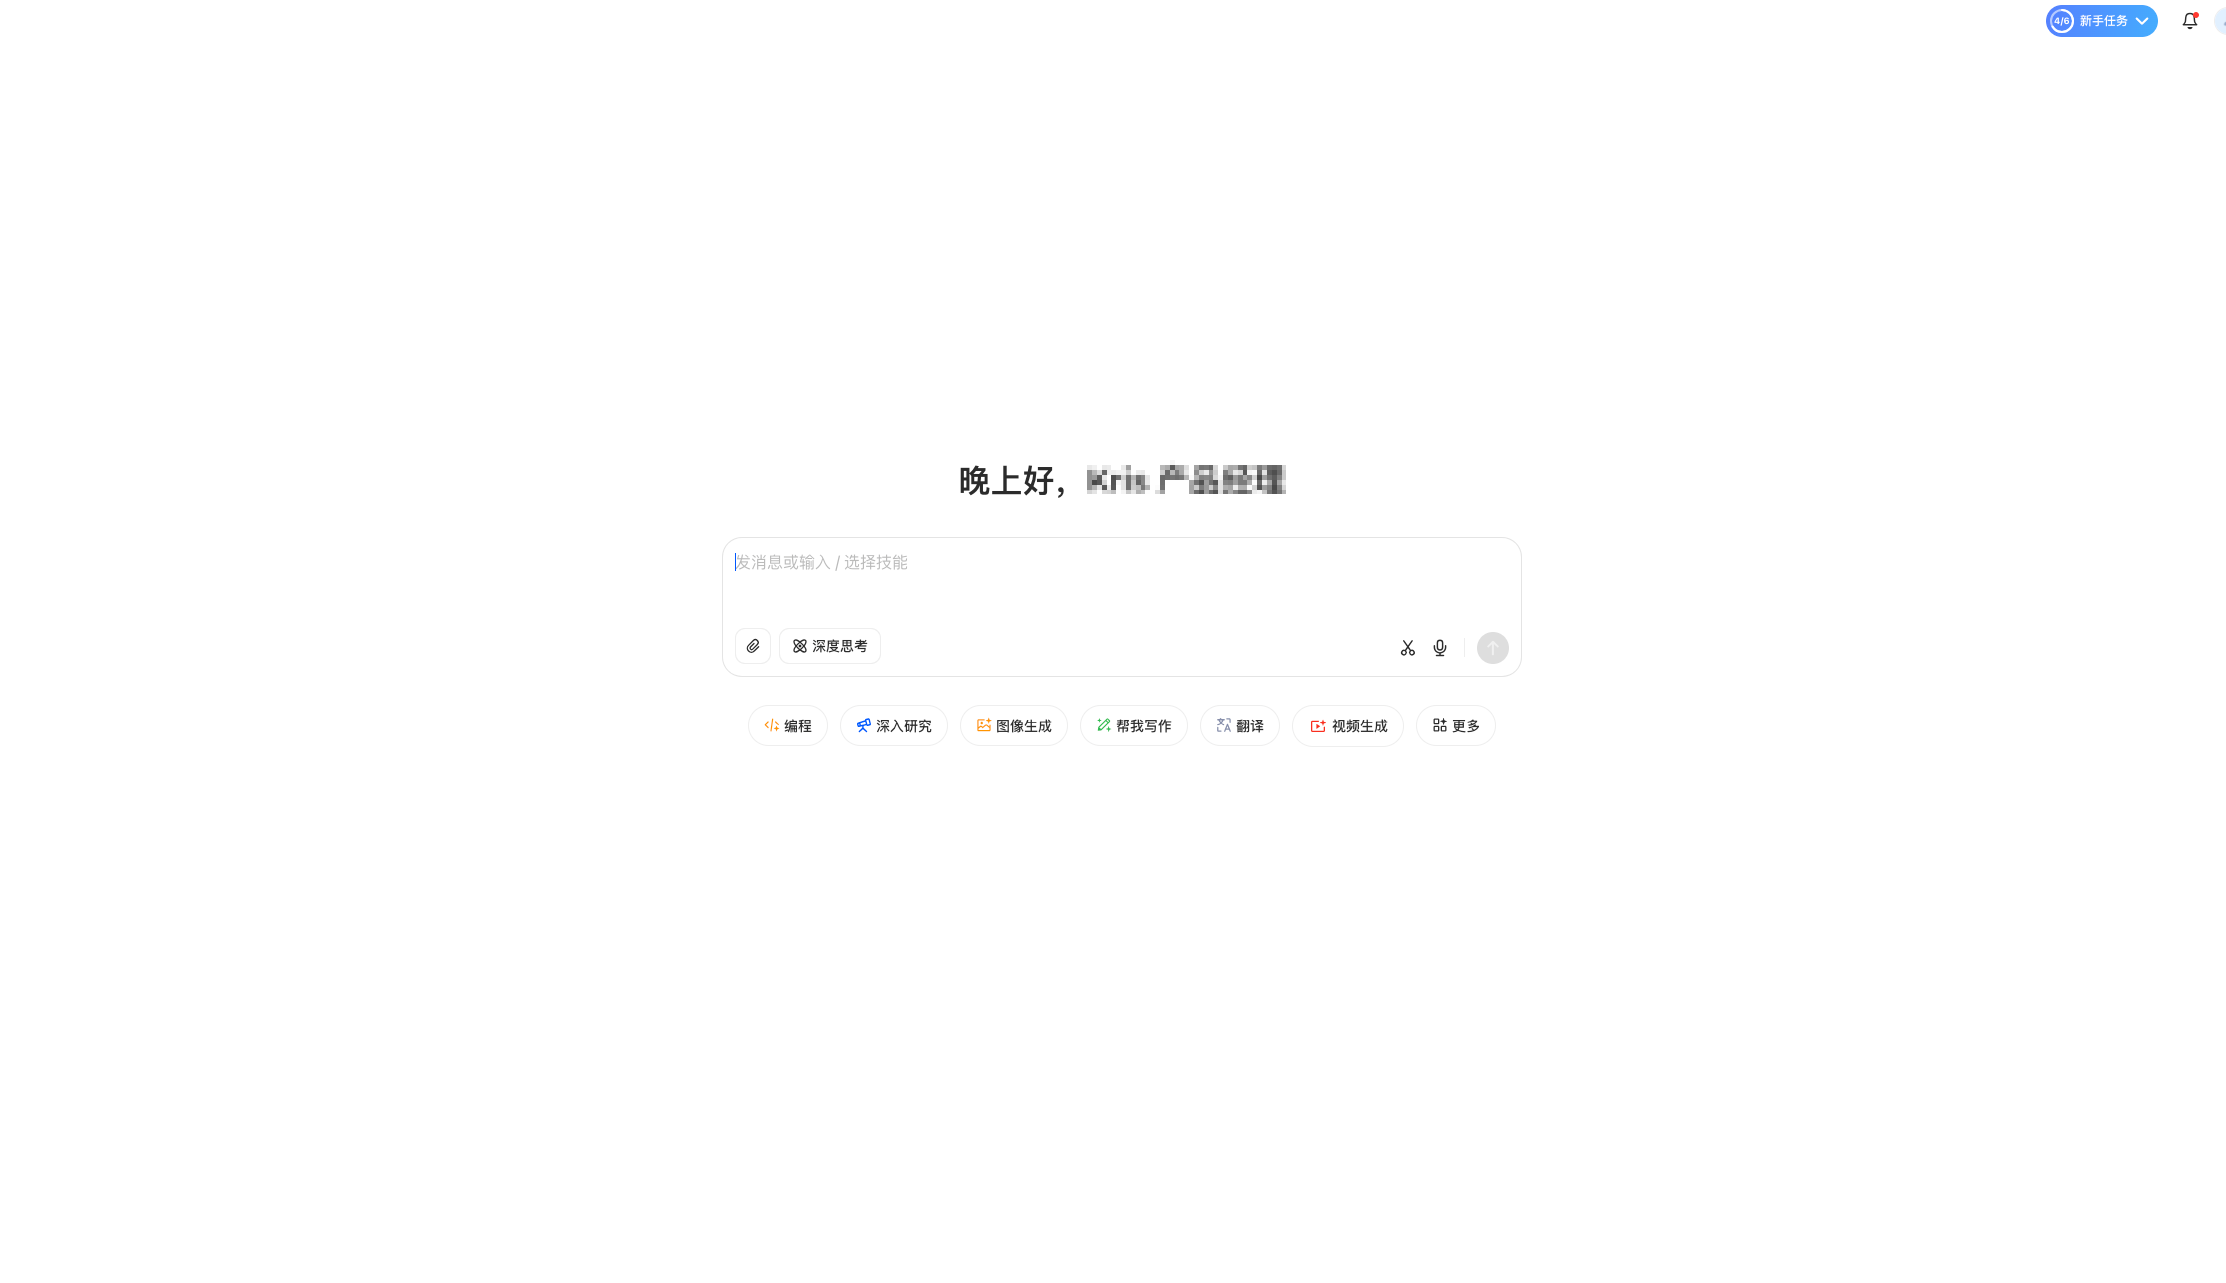 4/6 新手任务
晚上好，
发消息或输入 / 选择技能
深度思考
编程 深入研究 图像生成 帮我写作 翻译 视频生成 更多